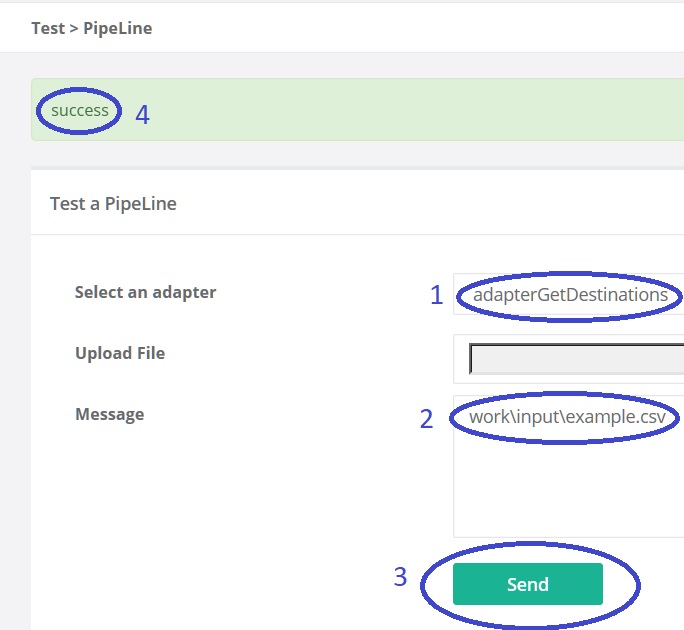 Test > PipeLine
success 4
Test a PipeLine
Select an adapter 1 adapterGetDestinations
Upload File
Message 2 work\input\example.csv
3 Send